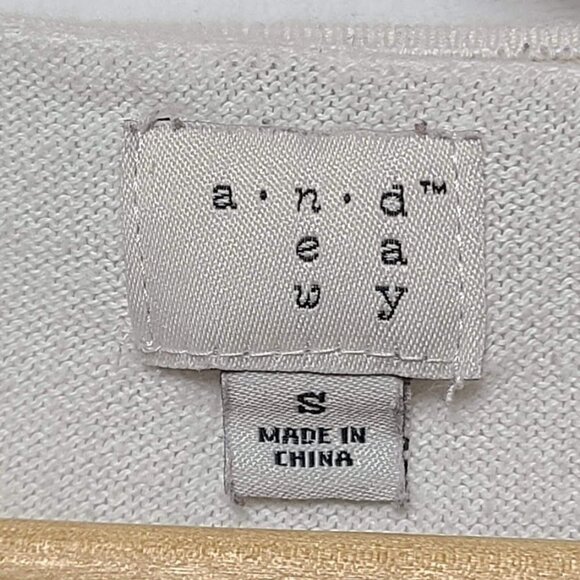 a · n · d™
e a
w y
S
MADE IN
CHINA